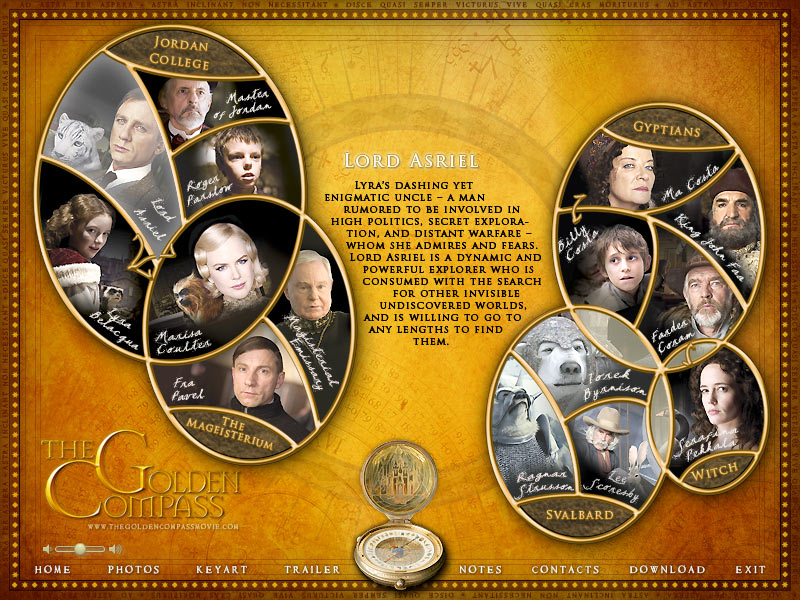 Jordan
College
Master
of Jordan
Roger
Parslow
Lord
Asriel
Lyra
Belacqua
Marisa
Coulter
Magisterial
Emissary
Fra
Pavel
The
Mageisterium
Lord Asriel
Lyra's dashing yet
enigmatic uncle – a man
rumored to be involved in
high politics, secret explora-
tion, and distant warfare –
whom she admires and fears.
Lord Asriel is a dynamic and
powerful explorer who is
consumed with the search
for other invisible
undiscovered worlds,
and is willing to go to
any lengths to find
them.
Gyptians
Ma Costa
King John Faa
Billy
Costa
Farder
Coram
Iorek
Byrnison
Ragnar
Sturlusson
Lee
Scoresby
Svalbard
Serafina
Pekkala
Witch
The
Golden
Compass
www.thegoldencompassmovie.com
Home Photos Keyart Trailer Notes Contacts Download Exit